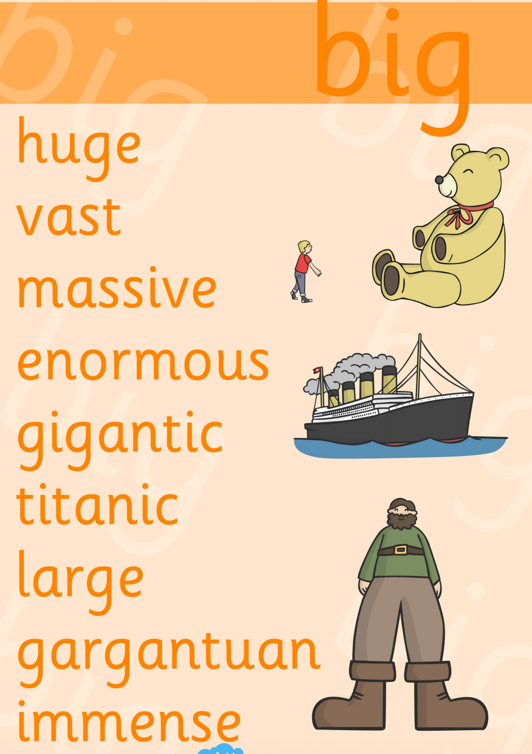 big
huge
vast
massive
enormous
gigantic
titanic
large
gargantuan
immense